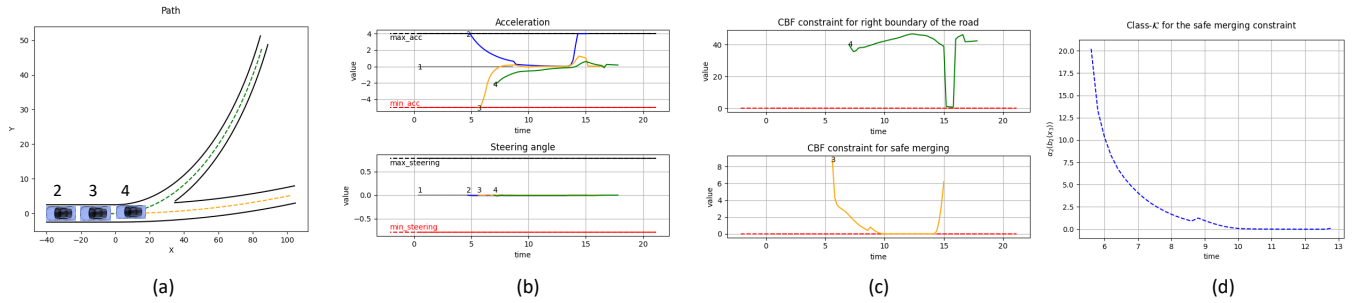 Path
50
40
30
20
10
0
Y
2 3 4
−40 −20 0 20 40 60 80 100
X
(a)
Acceleration
4
2
0
−2
−4
value
max_acc
min_acc
1
2
3
4
0 5 10 15 20
time
Steering angle
0.5
0.0
−0.5
value
max_steering
min_steering
1 2 3 4
0 5 10 15 20
time
(b)
CBF constraint for right boundary of the road
40
20
0
value
4
0 5 10 15 20
time
CBF constraint for safe merging
8
6
4
2
0
value
3
0 5 10 15 20
time
(c)
Class-𝒦 for the safe merging constraint
20.0
17.5
15.0
12.5
10.0
7.5
5.0
2.5
0.0
α₂(b₂(x₃))
6 7 8 9 10 11 12 13
time
(d)